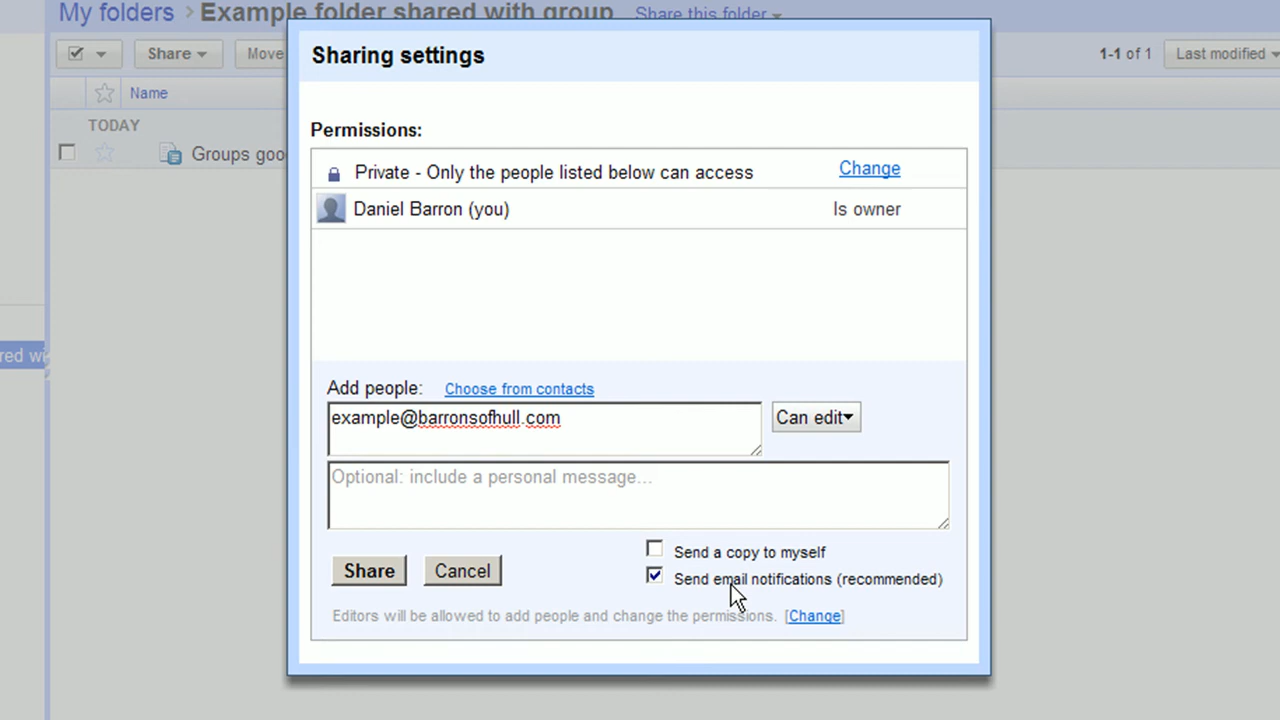 My folders > Example folder shared with group Share this folder
Share Move 1-1 of 1 Last modified
Name
TODAY
Groups goo
Sharing settings
Permissions:
Private - Only the people listed below can access Change
Daniel Barron (you) Is owner
red wi
Add people: Choose from contacts
example@barronsofhull.com Can edit
Optional: include a personal message...
Send a copy to myself
Share Cancel
Send email notifications (recommended)
Editors will be allowed to add people and change the permissions. [Change]